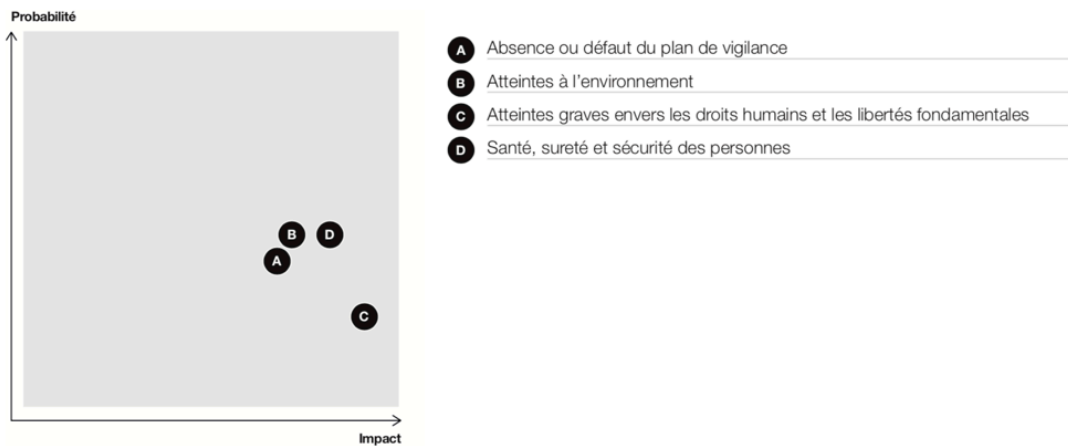 Probabilité
A Absence ou défaut du plan de vigilance
B Atteintes à l'environnement
C Atteintes graves envers les droits humains et les libertés fondamentales
D Santé, sureté et sécurité des personnes
B D
A
C
Impact